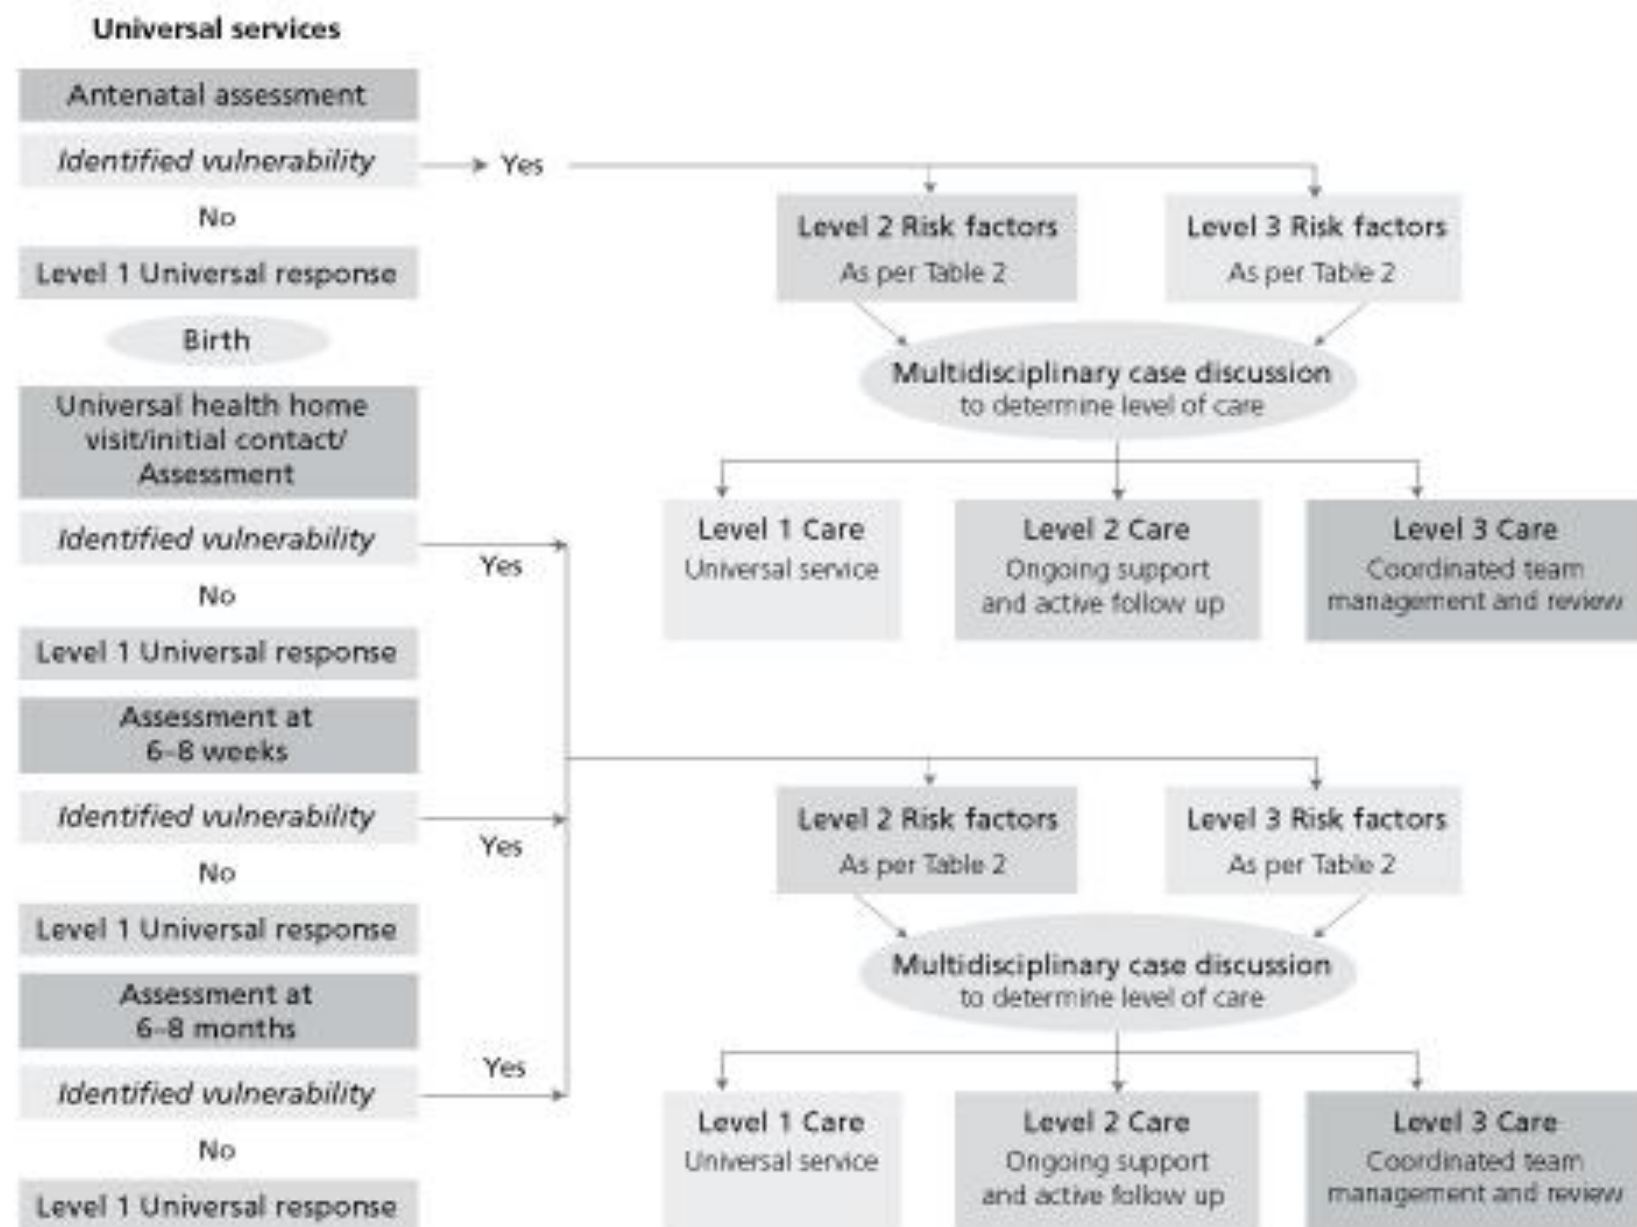 Universal services
Antenatal assessment
Identified vulnerability
Yes
No
Level 1 Universal response
Level 2 Risk factors
As per Table 2
Level 3 Risk factors
As per Table 2
Birth
Multidisciplinary case discussion
to determine level of care
Universal health home
visit/initial contact/
Assessment
Level 1 Care
Universal service
Level 2 Care
Ongoing support
and active follow up
Level 3 Care
Coordinated team
management and review
Identified vulnerability
Yes
No
Level 1 Universal response
Assessment at
6–8 weeks
Identified vulnerability
Yes
No
Level 1 Universal response
Level 2 Risk factors
As per Table 2
Level 3 Risk factors
As per Table 2
Multidisciplinary case discussion
to determine level of care
Assessment at
6–8 months
Yes
Identified vulnerability
No
Level 1 Universal response
Level 1 Care
Universal service
Level 2 Care
Ongoing support
and active follow up
Level 3 Care
Coordinated team
management and review